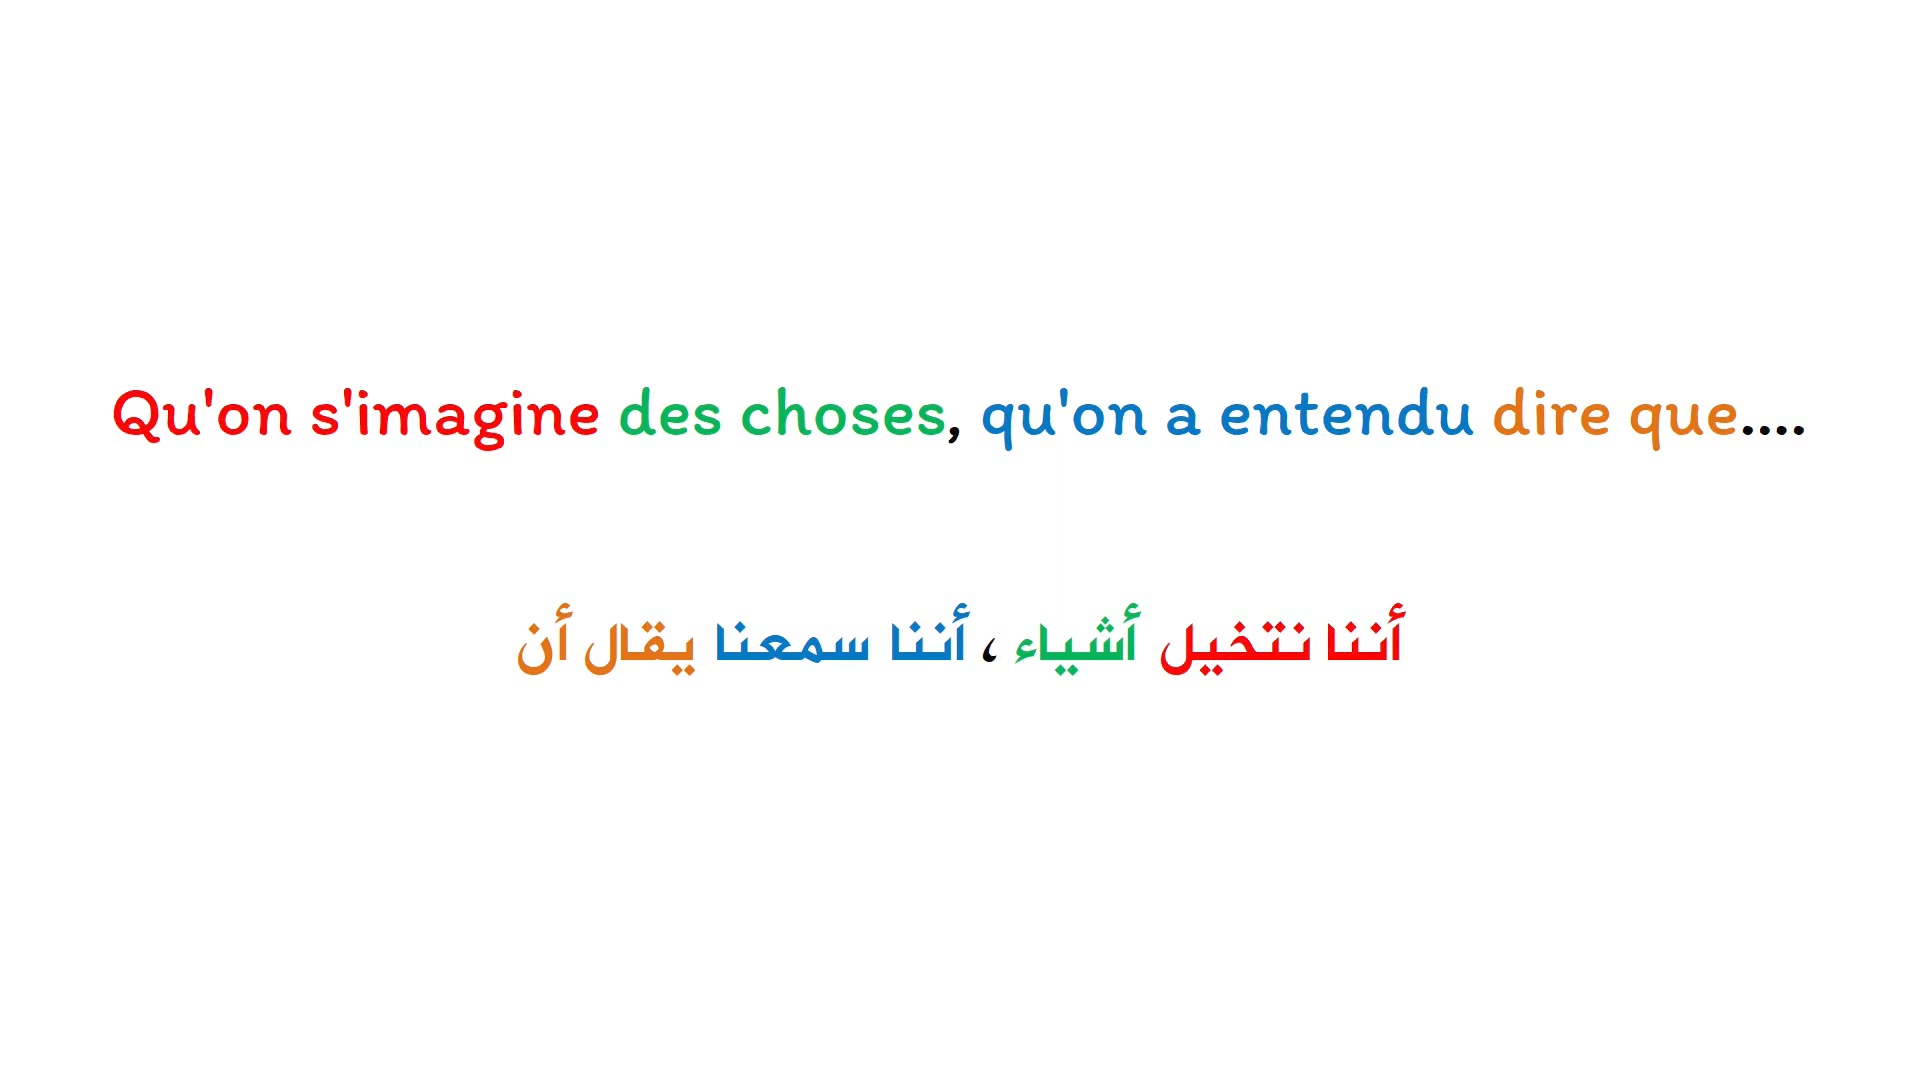 Qu'on s'imagine des choses, qu'on a entendu dire que....
أننا نتخيل أشياء ، أننا سمعنا يقال أن